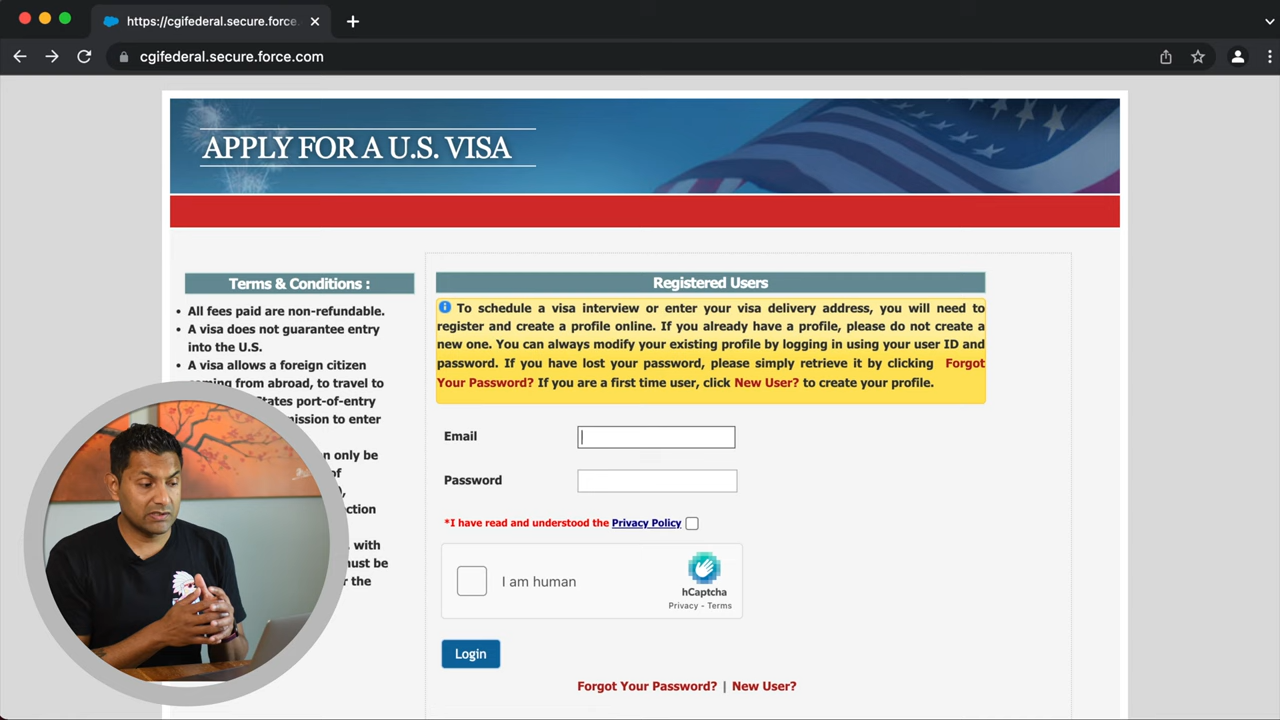 https://cgifederal.secure.force.
cgifederal.secure.force.com
APPLY FOR A U.S. VISA
Terms & Conditions :
All fees paid are non-refundable.
A visa does not guarantee entry
into the U.S.
A visa allows a foreign citizen
coming from abroad, to travel to
States port-of-entry
to enter
only be
of
with
must be
the
Registered Users
To schedule a visa interview or enter your visa delivery address, you will need to
register and create a profile online. If you already have a profile, please do not create a
new one. You can always modify your existing profile by logging in using your user ID and
password. If you have lost your password, please simply retrieve it by clicking Forgot
Your Password? If you are a first time user, click New User? to create your profile.
Email
Password
*I have read and understood the Privacy Policy
I am human
hCaptcha
Privacy - Terms
Login
Forgot Your Password? | New User?